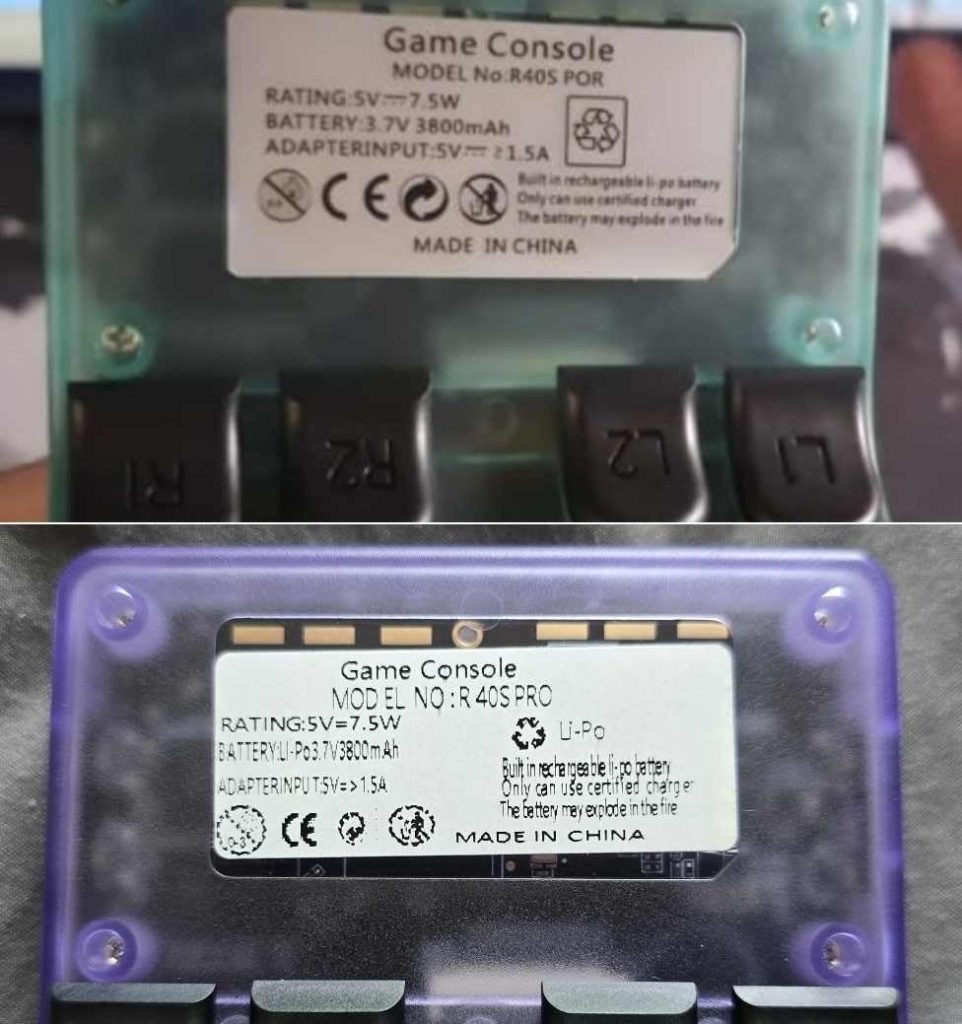 Game Console
MODEL No:R40S POR
RATING:5V⎓7.5W
BATTERY:3.7V 3800mAh
ADAPTERINPUT:5V⎓≥1.5A
CE
Built in rechargeable li-po battery
Only can use certified charger
The battery may explode in the fire
MADE IN CHINA
R1 R2 L2 L1
Game Console
MODEL NO:R40S PRO
RATING:5V=7.5W
BATTERY:Li-Po3.7V3800mAh
ADAPTERINPUT:5V=>1.5A
Li-Po
Built in rechargeable li-po battery
Only can use certified charger
The battery may explode in the fire
CE
MADE IN CHINA